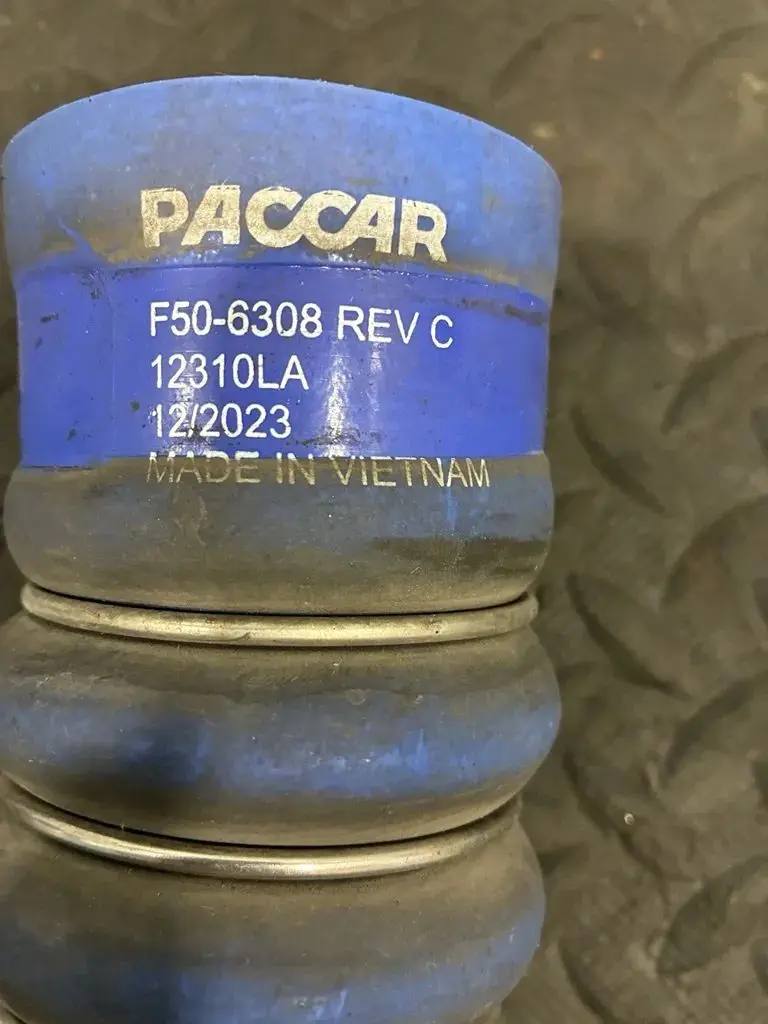 PACCAR
F50-6308 REV C
12310LA
12/2023
MADE IN VIETNAM